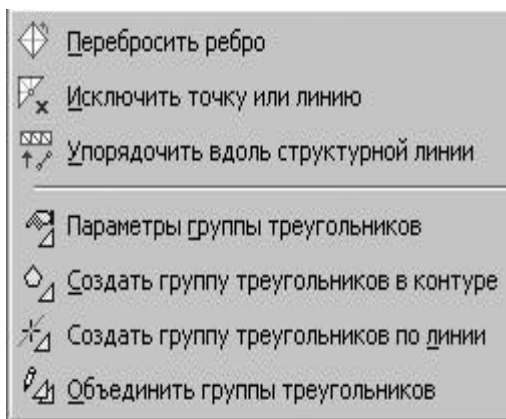 Перебросить ребро
Исключить точку или линию
Упорядочить вдоль структурной линии
Параметры группы треугольников
Создать группу треугольников в контуре
Создать группу треугольников по линии
Объединить группы треугольников